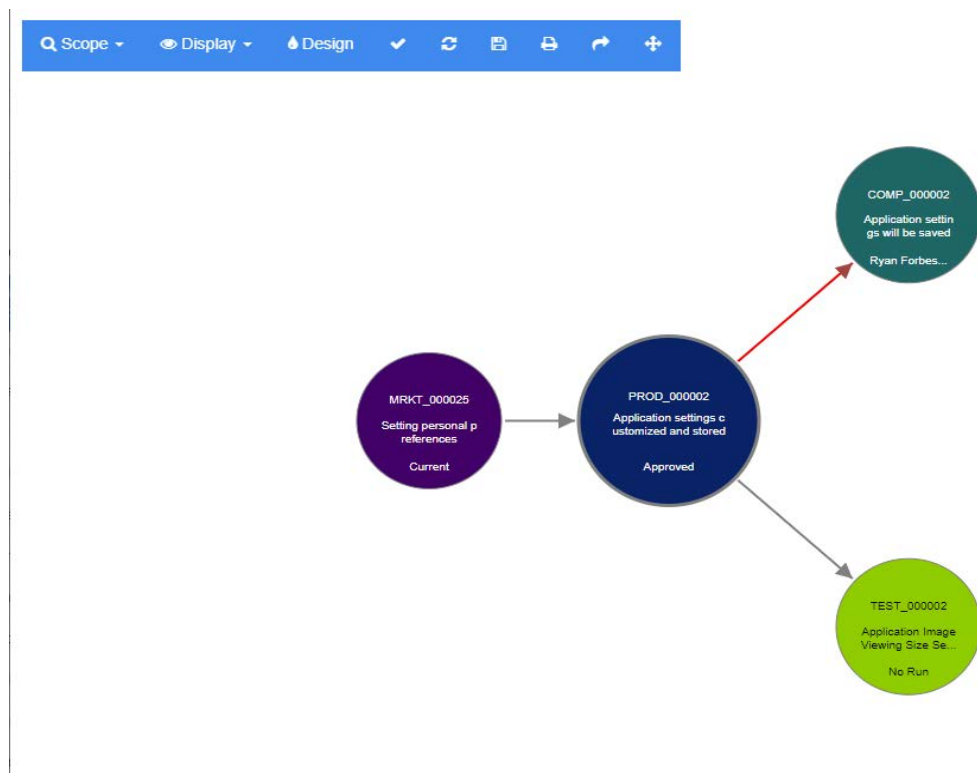 Scope Display Design
COMP_000002
Application settin
gs will be saved
Ryan Forbes...
MRKT_000025
Setting personal p
references
Current
PROD_000002
Application settings c
ustomized and stored
Approved
TEST_000002
Application Image
Viewing Size Se...
No Run